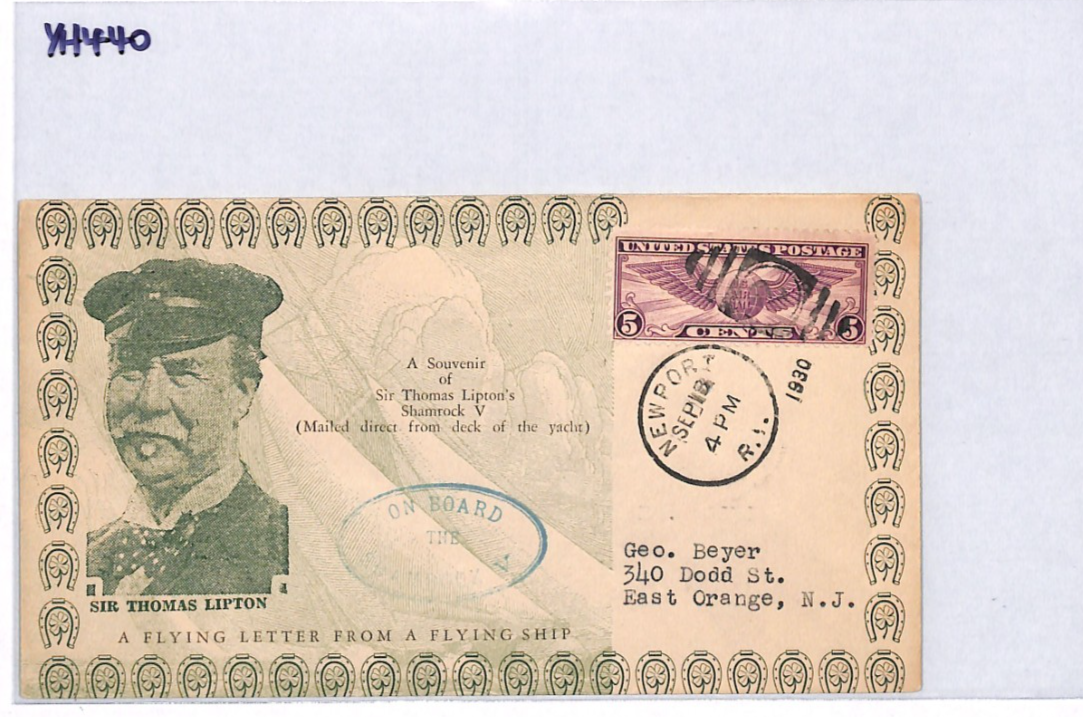 YH440
UNITED STATES POSTAGE
5 CENTS 5
A Souvenir
of
Sir Thomas Lipton's
Shamrock V
(Mailed direct from deck of the yacht)
NEWPORT
SEP
4 PM
R.I.
1930
ON BOARD
THE
V
Geo. Beyer
340 Dodd St.
East Orange, N.J.
SIR THOMAS LIPTON
A FLYING LETTER FROM A FLYING SHIP